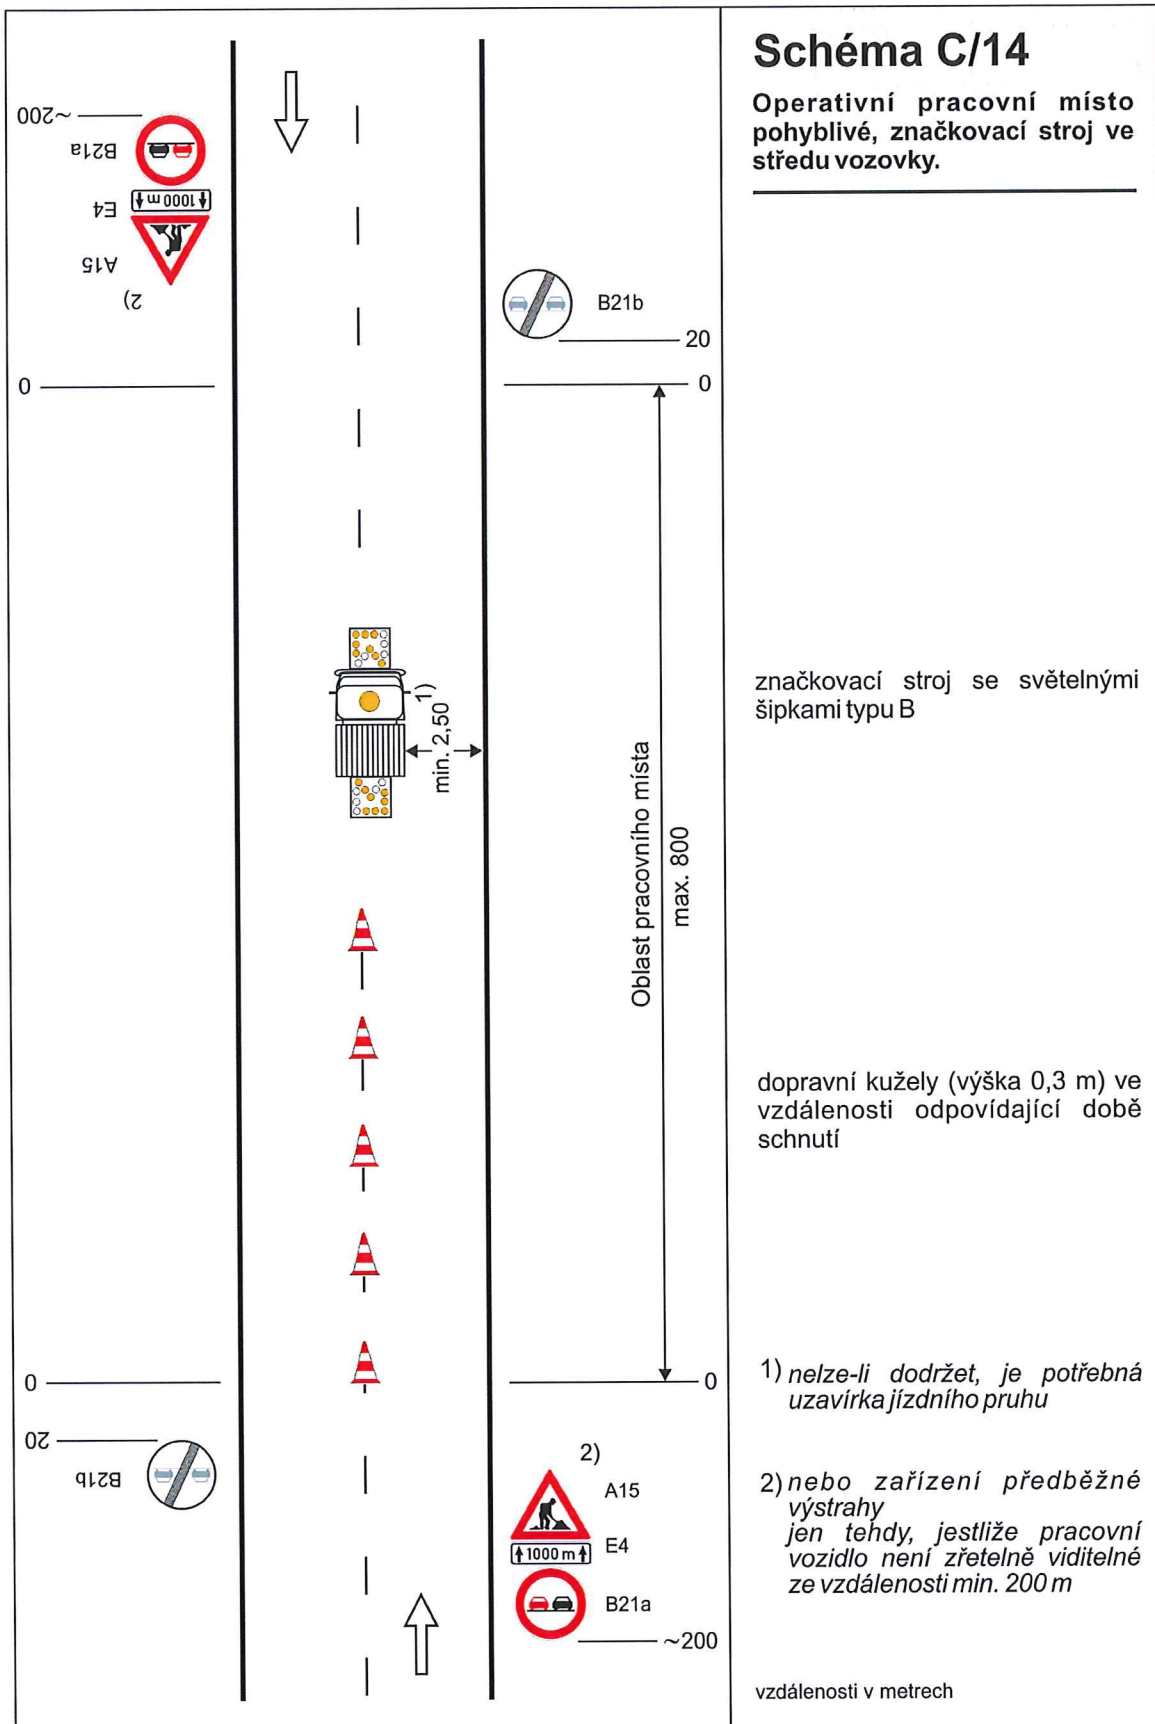 Schéma C/14
Operativní pracovní místo
pohyblivé, značkovací stroj ve
středu vozovky.
~200
B21a
1000 m
E4
A15
2)
B21b
20
0
0
1)
min. 2,50
Oblast pracovního místa
max. 800
značkovací stroj se světelnými
šipkami typu B
dopravní kužely (výška 0,3 m) ve
vzdálenosti odpovídající době
schnutí
0
0
20
B21b
2)
A15
1000 m
E4
B21a
~200
1) nelze-li dodržet, je potřebná
uzavírka jízdního pruhu
2) nebo zařízení předběžné
výstrahy
jen tehdy, jestliže pracovní
vozidlo není zřetelně viditelné
ze vzdálenosti min. 200 m
vzdálenosti v metrech